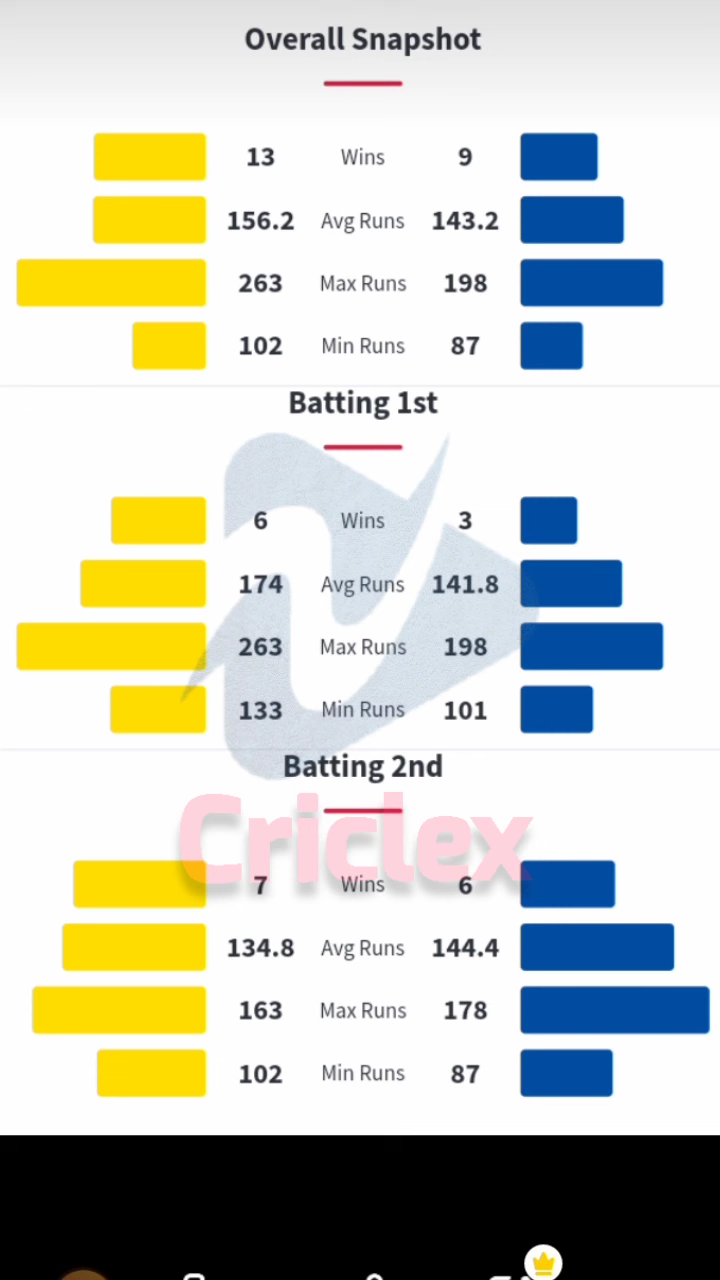 Overall Snapshot
13 Wins 9
156.2 Avg Runs 143.2
263 Max Runs 198
102 Min Runs 87
Batting 1st
6 Wins 3
174 Avg Runs 141.8
263 Max Runs 198
133 Min Runs 101
Batting 2nd
Criclex
7 Wins 6
134.8 Avg Runs 144.4
163 Max Runs 178
102 Min Runs 87